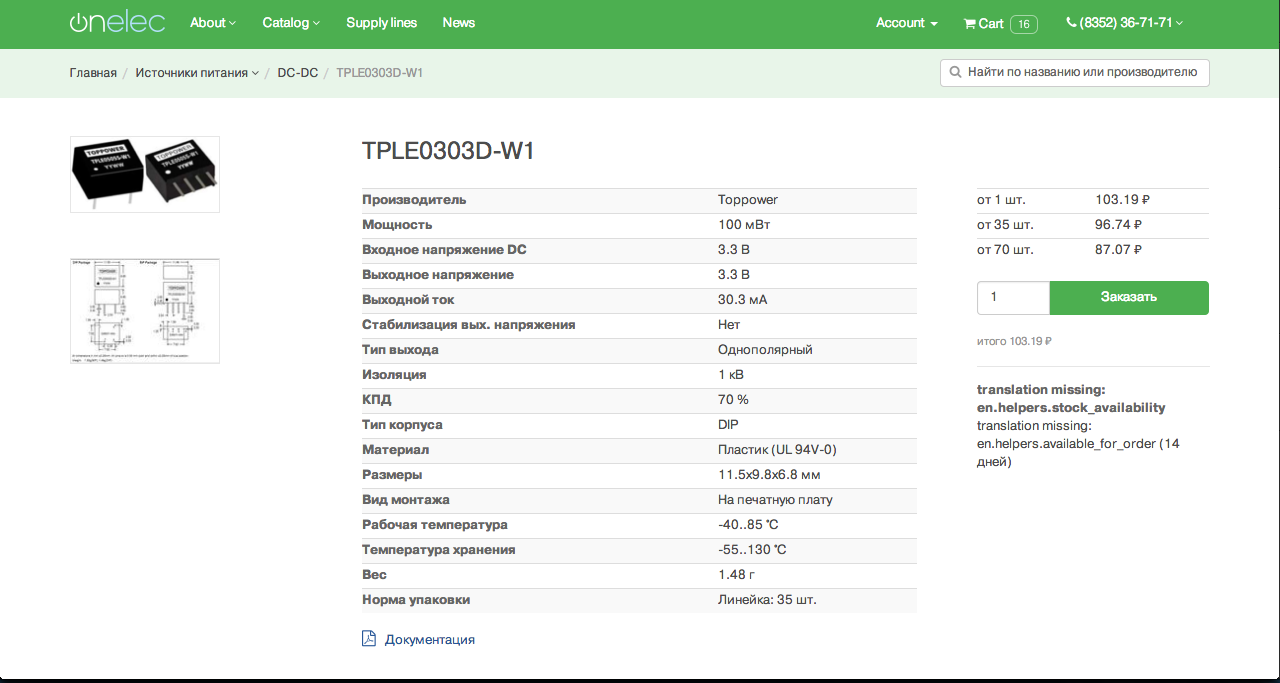 onelec About Catalog Supply lines News Account Cart 16 (8352) 36-71-71
Главная / Источники питания / DC-DC / TPLE0303D-W1 Найти по названию или производителю
TPLE0303D-W1
TOPPOWER
TPLE0505S-W1
YYWW
TOPPOWER
TPLE0505S-W1
YYWW
Производитель Toppower
Мощность 100 мВт
Входное напряжение DC 3.3 В
Выходное напряжение 3.3 В
Выходной ток 30.3 мА
Стабилизация вых. напряжения Нет
Тип выхода Однополярный
Изоляция 1 кВ
КПД 70 %
Тип корпуса DIP
Материал Пластик (UL 94V-0)
Размеры 11.5x9.8x6.8 мм
Вид монтажа На печатную плату
Рабочая температура -40..85 °C
Температура хранения -55..130 °C
Вес 1.48 г
Норма упаковки Линейка: 35 шт.
Документация
от 1 шт. 103.19 ₽
от 35 шт. 96.74 ₽
от 70 шт. 87.07 ₽
1 Заказать
итого 103.19 ₽
translation missing:
en.helpers.stock_availability
translation missing:
en.helpers.available_for_order (14
дней)